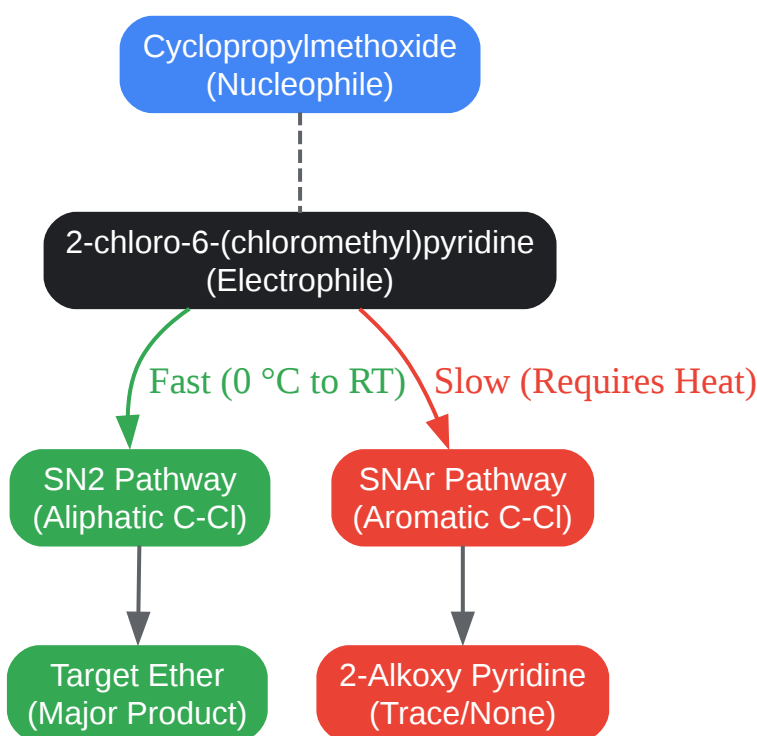 Cyclopropylmethoxide
(Nucleophile)
2-chloro-6-(chloromethyl)pyridine
(Electrophile)
Fast (0 °C to RT)
Slow (Requires Heat)
SN2 Pathway
(Aliphatic C-Cl)
SNAr Pathway
(Aromatic C-Cl)
Target Ether
(Major Product)
2-Alkoxy Pyridine
(Trace/None)